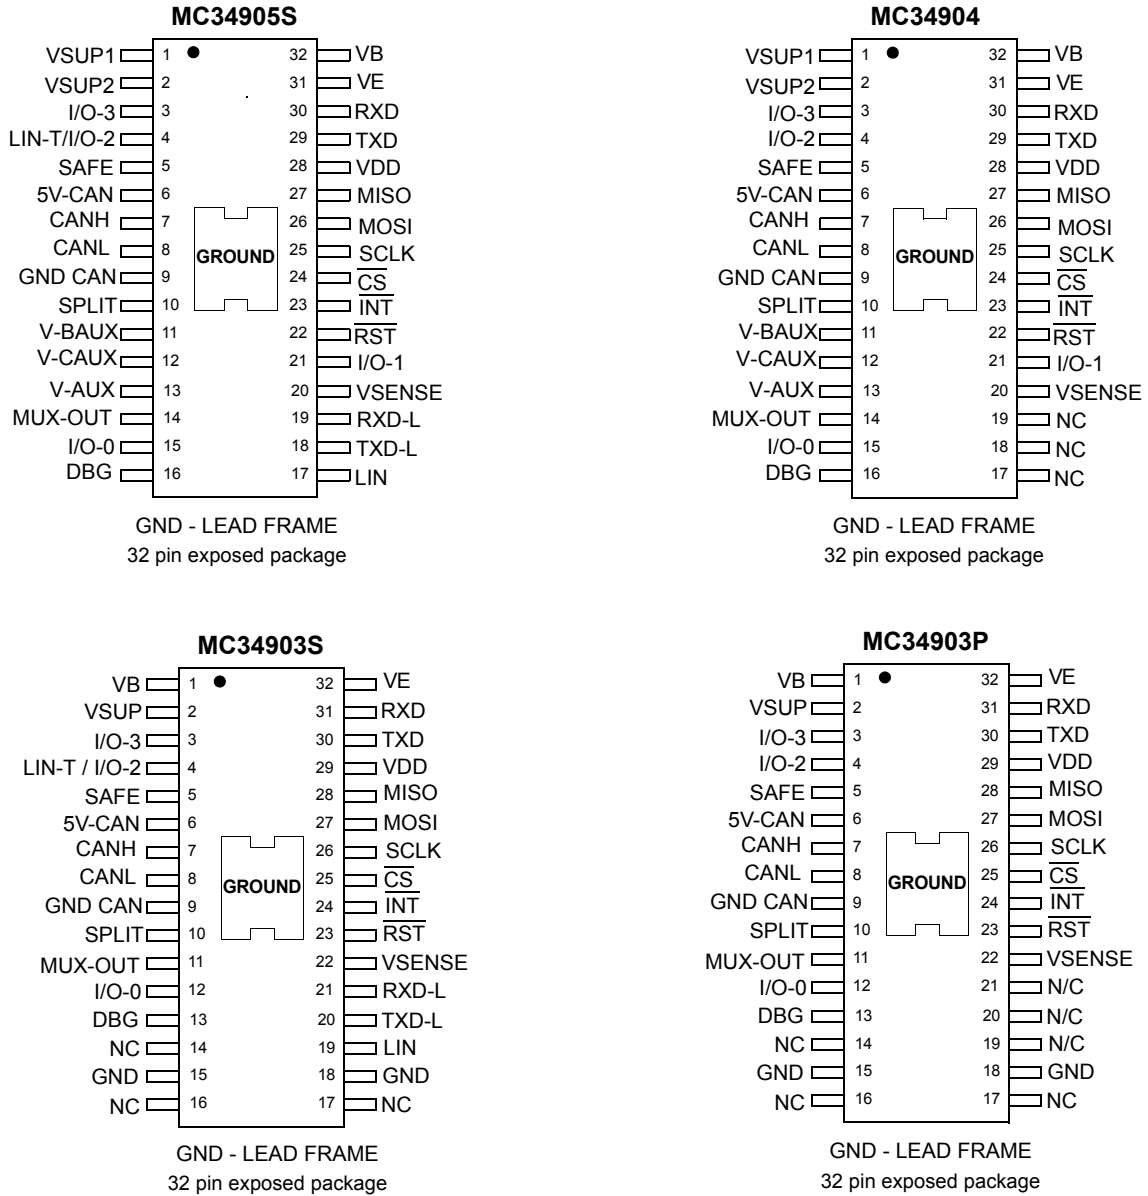 MC34905S
VSUP1 1 32 VB
VSUP2 2 31 VE
I/O-3 3 30 RXD
LIN-T/I/O-2 4 29 TXD
SAFE 5 28 VDD
5V-CAN 6 27 MISO
CANH 7 26 MOSI
CANL 8 25 SCLK
GROUND
GND CAN 9 24 CS
SPLIT 10 23 INT
V-BAUX 11 22 RST
V-CAUX 12 21 I/O-1
V-AUX 13 20 VSENSE
MUX-OUT 14 19 RXD-L
I/O-0 15 18 TXD-L
DBG 16 17 LIN
GND - LEAD FRAME
32 pin exposed package
MC34904
VSUP1 1 32 VB
VSUP2 2 31 VE
I/O-3 3 30 RXD
I/O-2 4 29 TXD
SAFE 5 28 VDD
5V-CAN 6 27 MISO
CANH 7 26 MOSI
CANL 8 25 SCLK
GROUND
GND CAN 9 24 CS
SPLIT 10 23 INT
V-BAUX 11 22 RST
V-CAUX 12 21 I/O-1
V-AUX 13 20 VSENSE
MUX-OUT 14 19 NC
I/O-0 15 18 NC
DBG 16 17 NC
GND - LEAD FRAME
32 pin exposed package
MC34903S
VB 1 32 VE
VSUP 2 31 RXD
I/O-3 3 30 TXD
LIN-T / I/O-2 4 29 VDD
SAFE 5 28 MISO
5V-CAN 6 27 MOSI
CANH 7 26 SCLK
CANL 8 25 CS
GROUND
GND CAN 9 24 INT
SPLIT 10 23 RST
MUX-OUT 11 22 VSENSE
I/O-0 12 21 RXD-L
DBG 13 20 TXD-L
NC 14 19 LIN
GND 15 18 GND
NC 16 17 NC
GND - LEAD FRAME
32 pin exposed package
MC34903P
VB 1 32 VE
VSUP 2 31 RXD
I/O-3 3 30 TXD
I/O-2 4 29 VDD
SAFE 5 28 MISO
5V-CAN 6 27 MOSI
CANH 7 26 SCLK
CANL 8 25 CS
GROUND
GND CAN 9 24 INT
SPLIT 10 23 RST
MUX-OUT 11 22 VSENSE
I/O-0 12 21 N/C
DBG 13 20 N/C
NC 14 19 N/C
GND 15 18 GND
NC 16 17 NC
GND - LEAD FRAME
32 pin exposed package